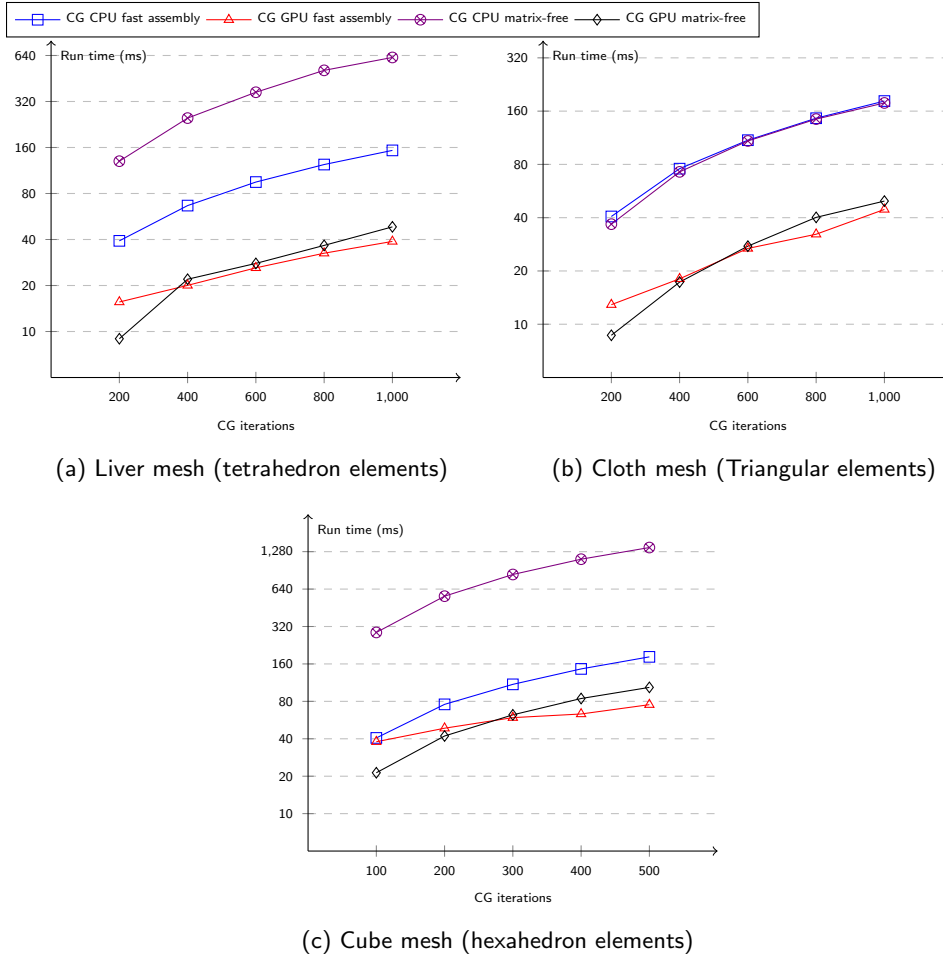 CG CPU fast assembly CG GPU fast assembly CG CPU matrix-free CG GPU matrix-free
Run time (ms)
640
320
160
80
40
20
10
200 400 600 800 1,000
CG iterations
(a) Liver mesh (tetrahedron elements)
Run time (ms)
320
160
80
40
20
10
200 400 600 800 1,000
CG iterations
(b) Cloth mesh (Triangular elements)
Run time (ms)
1,280
640
320
160
80
40
20
10
100 200 300 400 500
CG iterations
(c) Cube mesh (hexahedron elements)